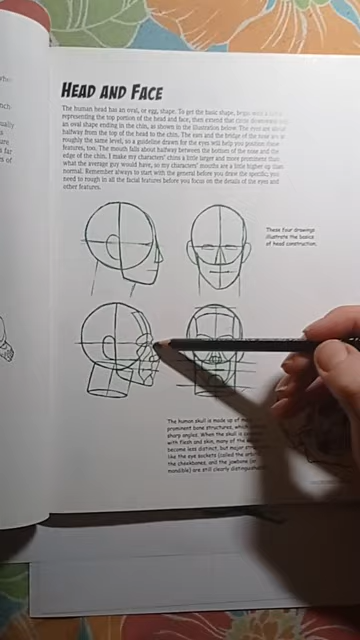 HEAD AND FACE
The human head has an oval, or egg, shape. To get the basic shape, begin with a
representing the top portion of the head and face, then extend that circle downward
an oval shape ending in the chin, as shown in the illustration below. The eyes are about
halfway from the top of the head to the chin. The ears and the bridge of the nose are at
roughly the same level, so a guideline drawn for the eyes will help you position these
features, too. The mouth falls about halfway between the bottom of the nose and the
edge of the chin. I make my characters' chins a little larger and more prominent than
what the average guy would have, so my characters' mouths are a little higher up than
normal. Remember always to start with the general before you draw the specific; you
need to rough in all the facial features before you focus on the details of the eyes and
other features.
These four drawings
illustrate the basics
of head construction.
The human skull is made up of
prominent bone structures, which
sharp angles. When the skull is
with flesh and skin, many of the
become less distinct, but major
like the eye sockets (called the
the cheekbones, and the jawbone (or
mandible) are still clearly